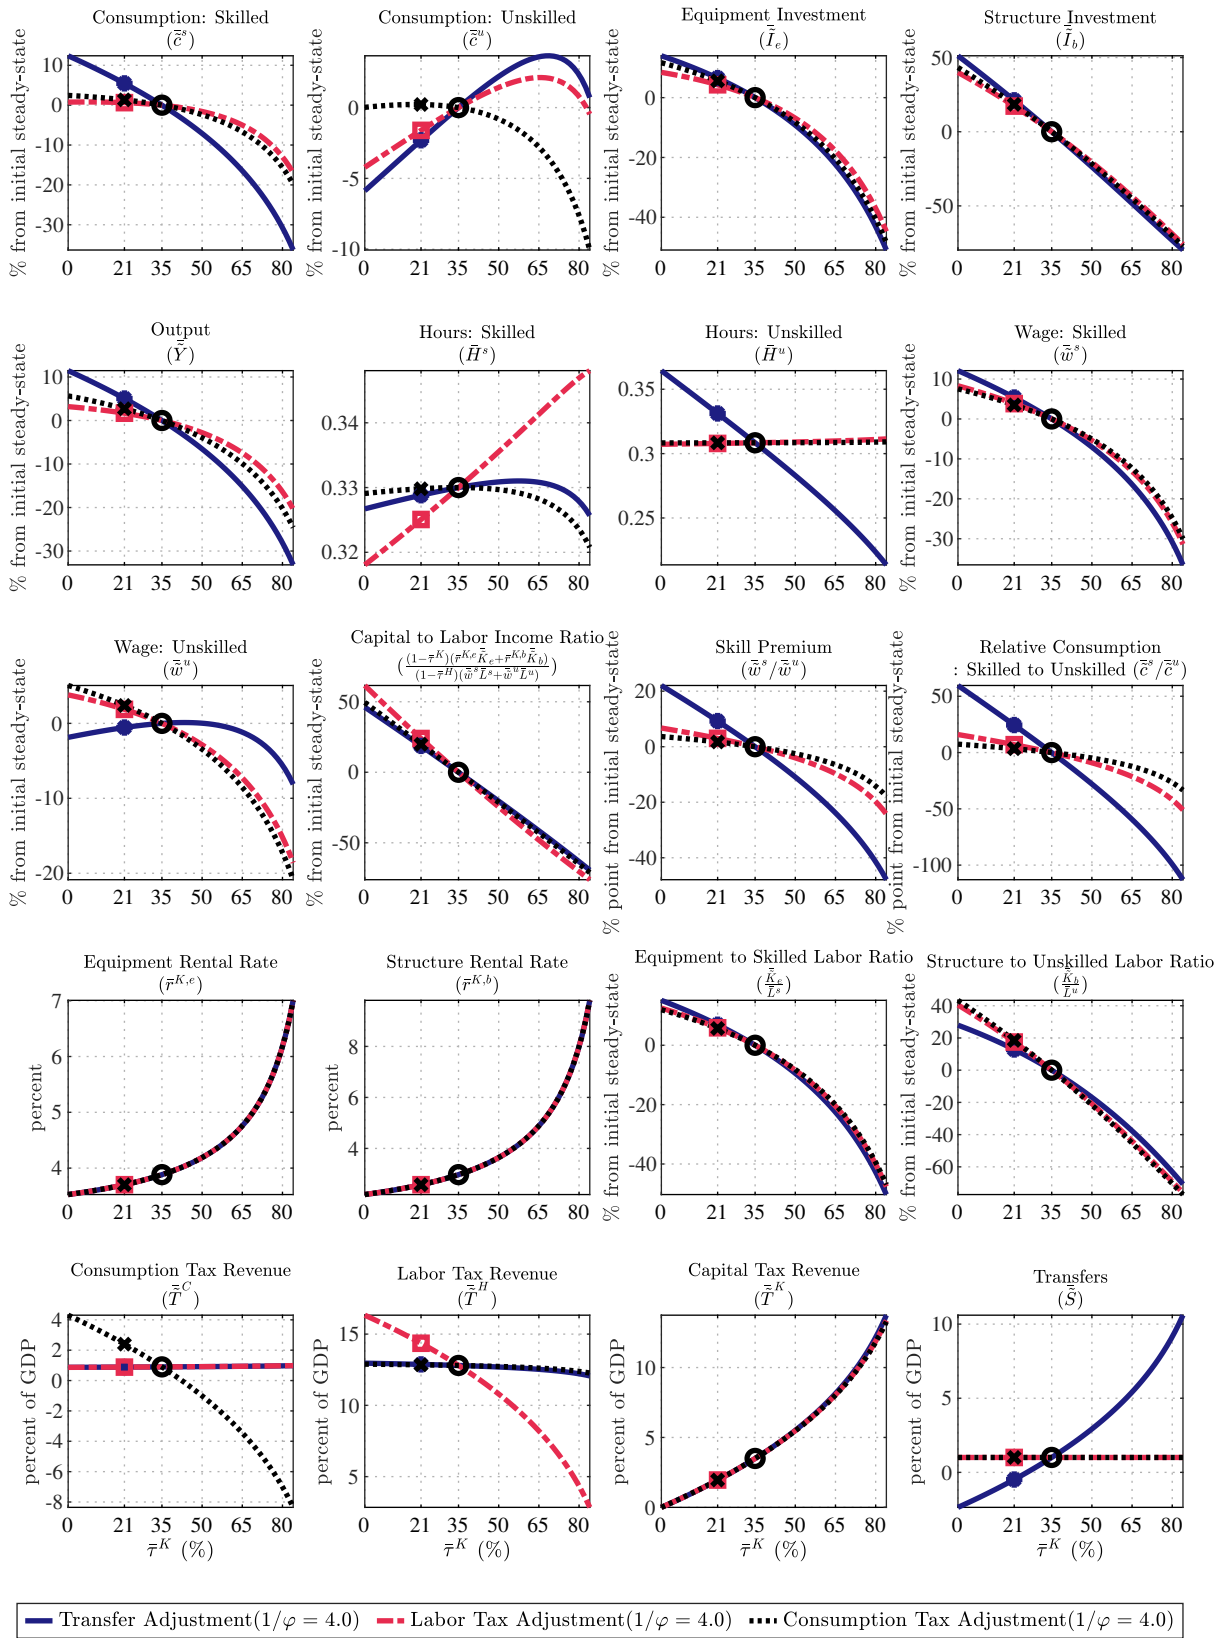 Consumption: Skilled
(c̃̄ˢ)
% from initial steady-state
10
0
-10
-20
-30
0 21 35 50 65 80
Consumption: Unskilled
(c̃̄ᵘ)
% from initial steady-state
0
-5
-10
0 21 35 50 65 80
Equipment Investment
(Ĩ̄ₑ)
% from initial steady-state
0
-20
-40
0 21 35 50 65 80
Structure Investment
(Ĩ̄_b)
% from initial steady-state
50
0
-50
0 21 35 50 65 80
Output
(Ỹ̄)
% from initial steady-state
10
0
-10
-20
-30
0 21 35 50 65 80
Hours: Skilled
(H̄ˢ)
0.34
0.33
0.32
0 21 35 50 65 80
Hours: Unskilled
(H̄ᵘ)
0.35
0.3
0.25
0 21 35 50 65 80
Wage: Skilled
(w̃̄ˢ)
% from initial steady-state
10
0
-10
-20
-30
0 21 35 50 65 80
Wage: Unskilled
(w̃̄ᵘ)
% from initial steady-state
0
-10
-20
0 21 35 50 65 80
Capital to Labor Income Ratio
((1−τ̄ᴷ)(r̄^{K,e}K̃̄ₑ+r̄^{K,b}K̃̄_b) / (1−τ̄ᴴ)(w̃̄ˢL̄ˢ+w̃̄ᵘL̄ᵘ))
% from initial steady-state
50
0
-50
0 21 35 50 65 80
Skill Premium
(w̃̄ˢ/w̃̄ᵘ)
% point from initial steady-state
20
0
-20
-40
0 21 35 50 65 80
Relative Consumption
: Skilled to Unskilled (c̃̄ˢ/c̃̄ᵘ)
% point from initial steady-state
50
0
-50
-100
0 21 35 50 65 80
Equipment Rental Rate
(r̄^{K,e})
percent
7
6
5
4
0 21 35 50 65 80
Structure Rental Rate
(r̄^{K,b})
percent
8
6
4
2
0 21 35 50 65 80
Equipment to Skilled Labor Ratio
(K̃̄ₑ/L̄ˢ)
% from initial steady-state
0
-20
-40
0 21 35 50 65 80
Structure to Unskilled Labor Ratio
(K̃̄_b/L̄ᵘ)
% from initial steady-state
40
20
0
-20
-40
-60
0 21 35 50 65 80
Consumption Tax Revenue
(T̃̄ᶜ)
percent of GDP
4
2
0
-2
-4
-6
-8
0 21 35 50 65 80
τ̄ᴷ (%)
Labor Tax Revenue
(T̃̄ᴴ)
percent of GDP
15
10
5
0 21 35 50 65 80
τ̄ᴷ (%)
Capital Tax Revenue
(T̃̄ᴷ)
percent of GDP
10
5
0
0 21 35 50 65 80
τ̄ᴷ (%)
Transfers
(S̃̄)
percent of GDP
10
5
0
0 21 35 50 65 80
τ̄ᴷ (%)
Transfer Adjustment(1/φ = 4.0) Labor Tax Adjustment(1/φ = 4.0) Consumption Tax Adjustment(1/φ = 4.0)